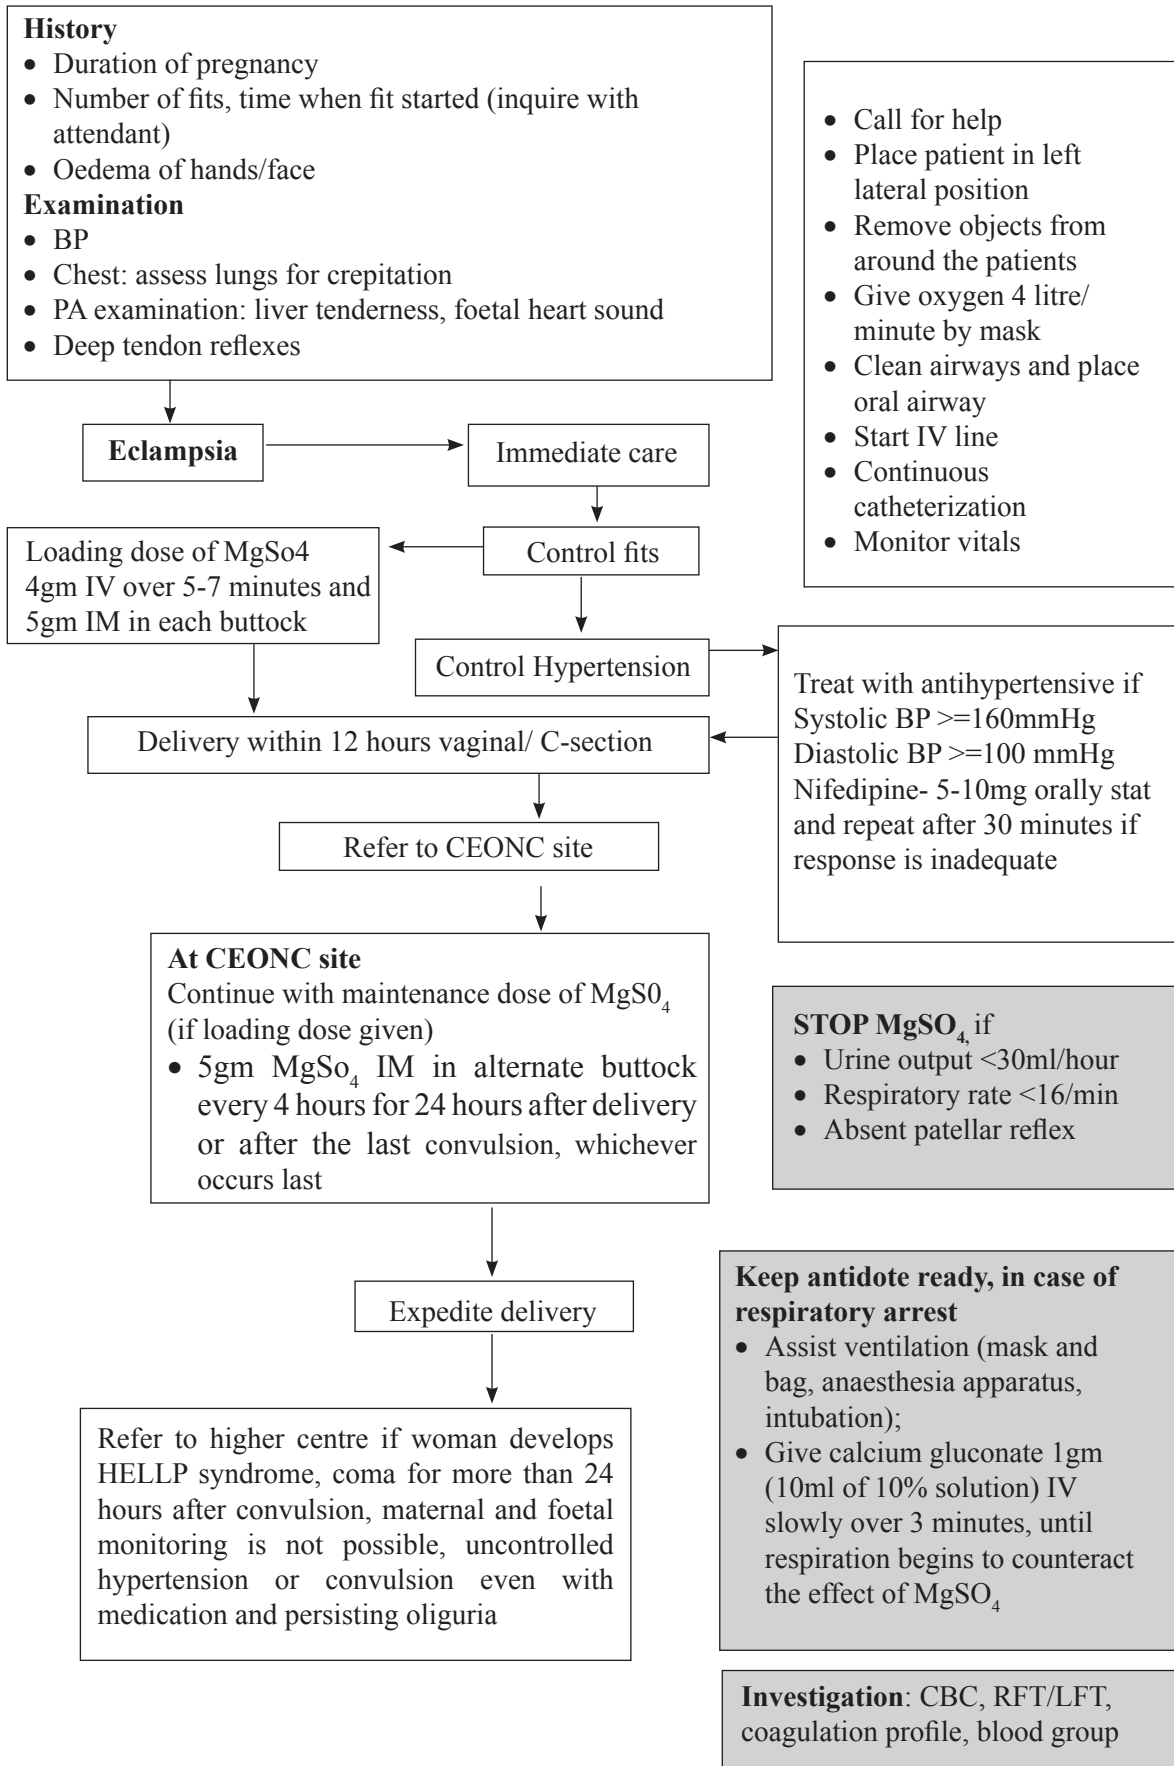 History
• Duration of pregnancy
• Number of fits, time when fit started (inquire with
attendant)
• Oedema of hands/face
Examination
• BP
• Chest: assess lungs for crepitation
• PA examination: liver tenderness, foetal heart sound
• Deep tendon reflexes
• Call for help
• Place patient in left
lateral position
• Remove objects from
around the patients
• Give oxygen 4 litre/
minute by mask
• Clean airways and place
oral airway
• Start IV line
• Continuous
catheterization
• Monitor vitals
Eclampsia
Immediate care
Control fits
Loading dose of MgSo4
4gm IV over 5-7 minutes and
5gm IM in each buttock
Control Hypertension
Treat with antihypertensive if
Systolic BP >=160mmHg
Diastolic BP >=100 mmHg
Nifedipine- 5-10mg orally stat
and repeat after 30 minutes if
response is inadequate
Delivery within 12 hours vaginal/ C-section
Refer to CEONC site
At CEONC site
Continue with maintenance dose of MgS0₄
(if loading dose given)
• 5gm MgSo₄ IM in alternate buttock
every 4 hours for 24 hours after delivery
or after the last convulsion, whichever
occurs last
STOP MgSO₄, if
• Urine output <30ml/hour
• Respiratory rate <16/min
• Absent patellar reflex
Expedite delivery
Keep antidote ready, in case of
respiratory arrest
• Assist ventilation (mask and
bag, anaesthesia apparatus,
intubation);
• Give calcium gluconate 1gm
(10ml of 10% solution) IV
slowly over 3 minutes, until
respiration begins to counteract
the effect of MgSO₄
Refer to higher centre if woman develops
HELLP syndrome, coma for more than 24
hours after convulsion, maternal and foetal
monitoring is not possible, uncontrolled
hypertension or convulsion even with
medication and persisting oliguria
Investigation: CBC, RFT/LFT,
coagulation profile, blood group